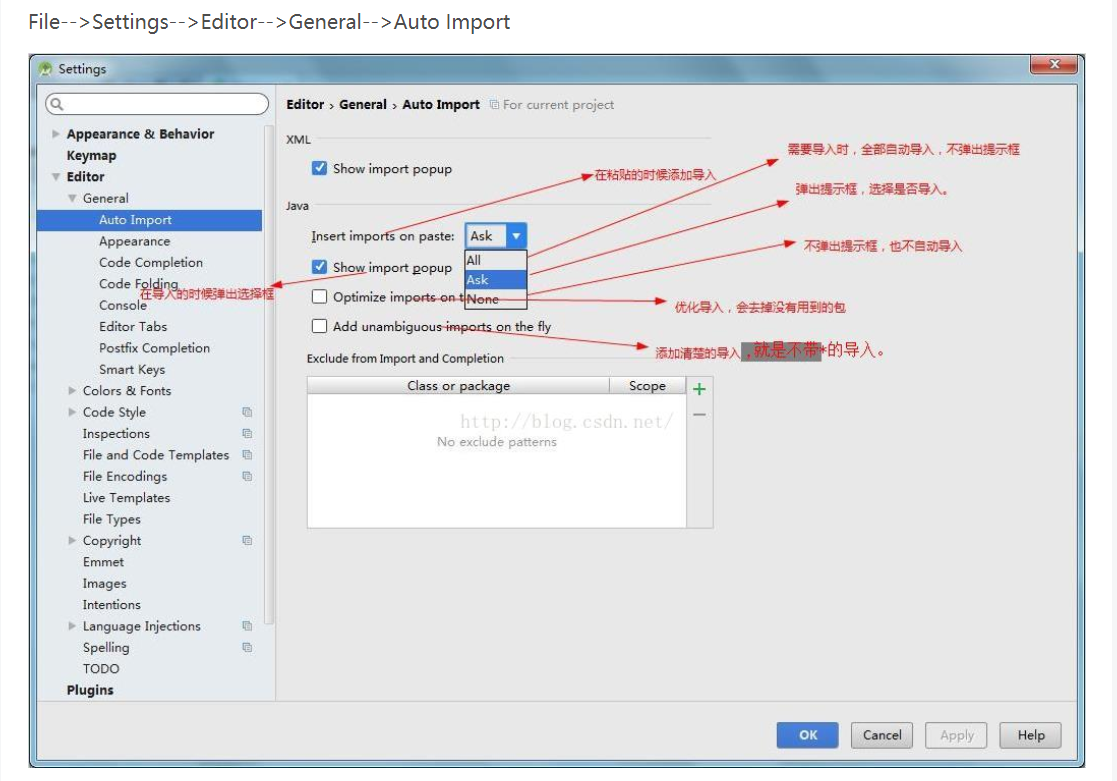 File-->Settings-->Editor-->General-->Auto Import
Settings
Editor › General › Auto Import For current project
Appearance & Behavior
Keymap
Editor
General
Auto Import
Appearance
Code Completion
Code Folding
Console
Editor Tabs
Postfix Completion
Smart Keys
Colors & Fonts
Code Style
Inspections
File and Code Templates
File Encodings
Live Templates
File Types
Copyright
Emmet
Images
Intentions
Language Injections
Spelling
TODO
Plugins
在导入的时候弹出选择框
XML
Show import popup
Java
Insert imports on paste: Ask
All
Ask
None
Show import popup
Optimize imports on t
Add unambiguous imports on the fly
Exclude from Import and Completion
Class or package Scope
http://blog.csdn.net/
No exclude patterns
需要导入时，全部自动导入，不弹出提示框
在粘贴的时候添加导入
弹出提示框，选择是否导入。
不弹出提示框，也不自动导入
优化导入，会去掉没有用到的包
添加清楚的导入，就是不带*的导入。
OK Cancel Apply Help